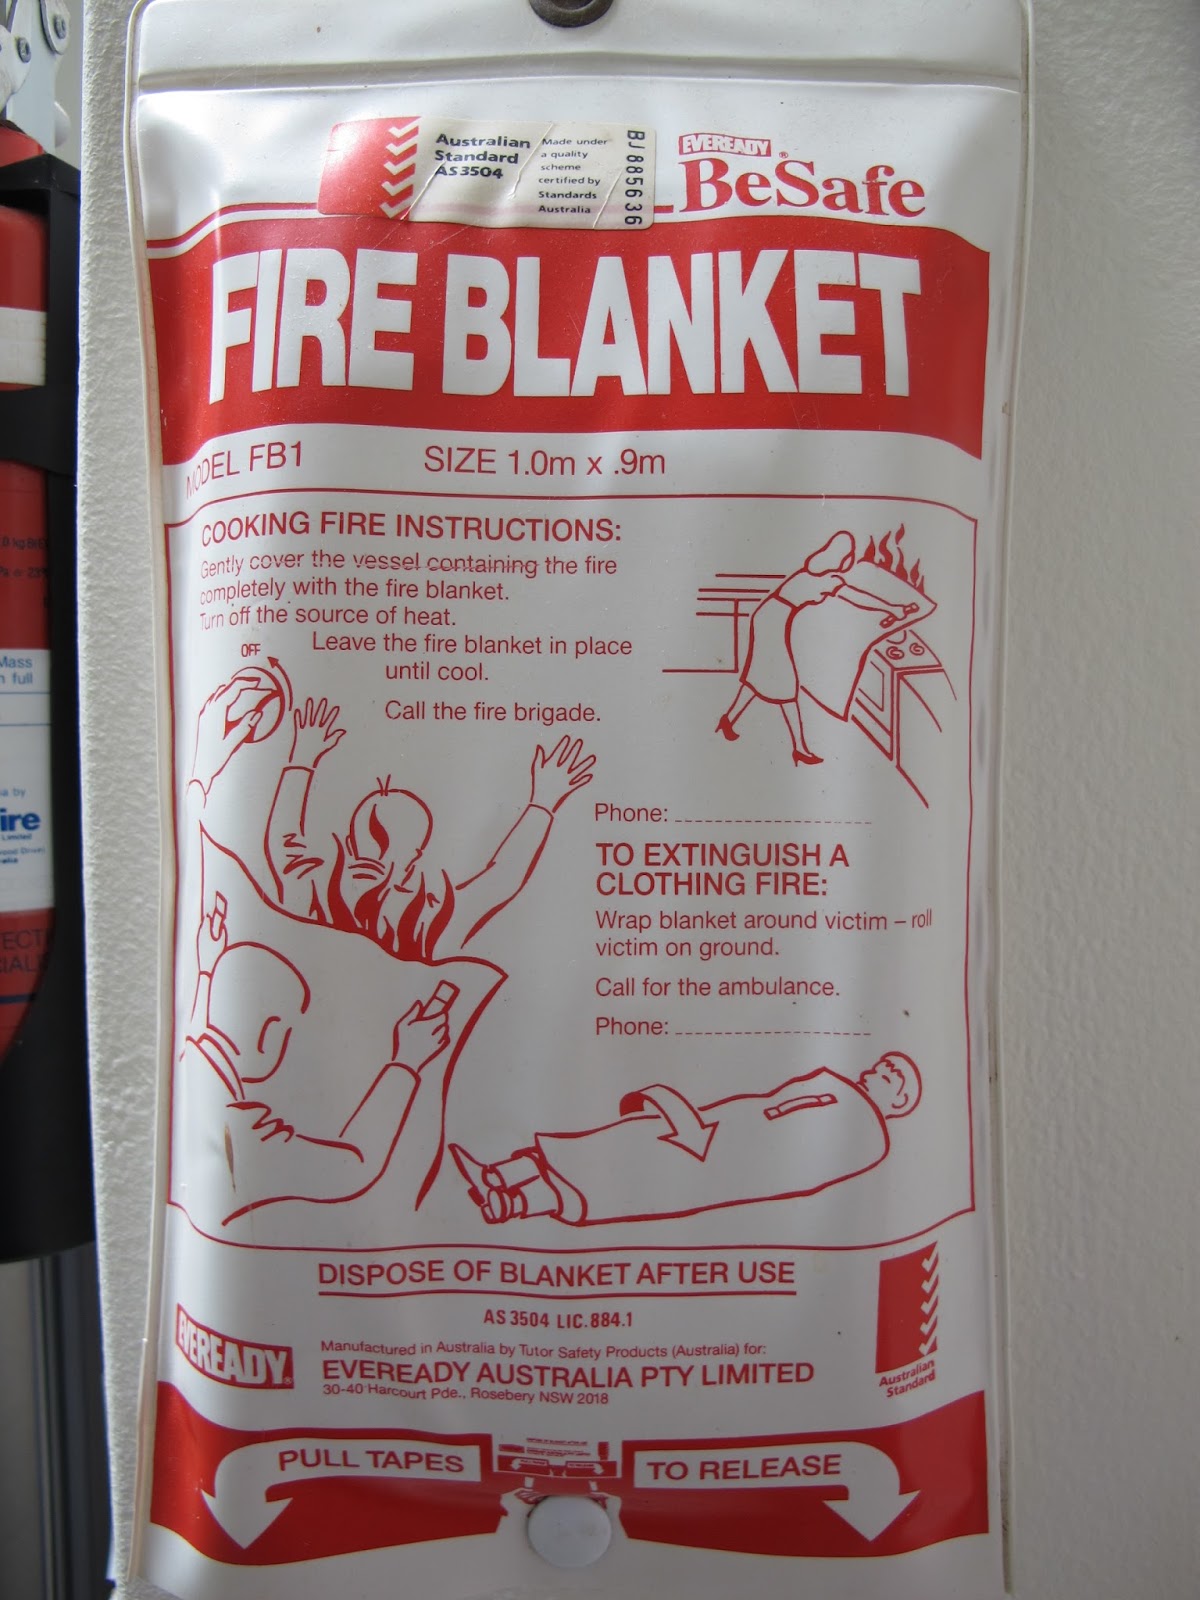 Australian
Standard
AS3504
Made under
a quality
scheme
certified by
Standards
Australia
BJ 885636
EVEREADY
BeSafe
FIRE BLANKET
MODEL FB1
SIZE 1.0m x .9m
COOKING FIRE INSTRUCTIONS:
Gently cover the vessel containing the fire
completely with the fire blanket.
Turn off the source of heat.
Leave the fire blanket in place
until cool.
OFF
Call the fire brigade.
Phone:
TO EXTINGUISH A
CLOTHING FIRE:
Wrap blanket around victim – roll
victim on ground.
Call for the ambulance.
Phone:
DISPOSE OF BLANKET AFTER USE
AS 3504 LIC.884.1
EVEREADY
Manufactured in Australia by Tutor Safety Products (Australia) for:
EVEREADY AUSTRALIA PTY LIMITED
30-40 Harcourt Pde., Rosebery NSW 2018
Australian
Standard
PULL TAPES
TO RELEASE
Mass
full
by
ire
Limited